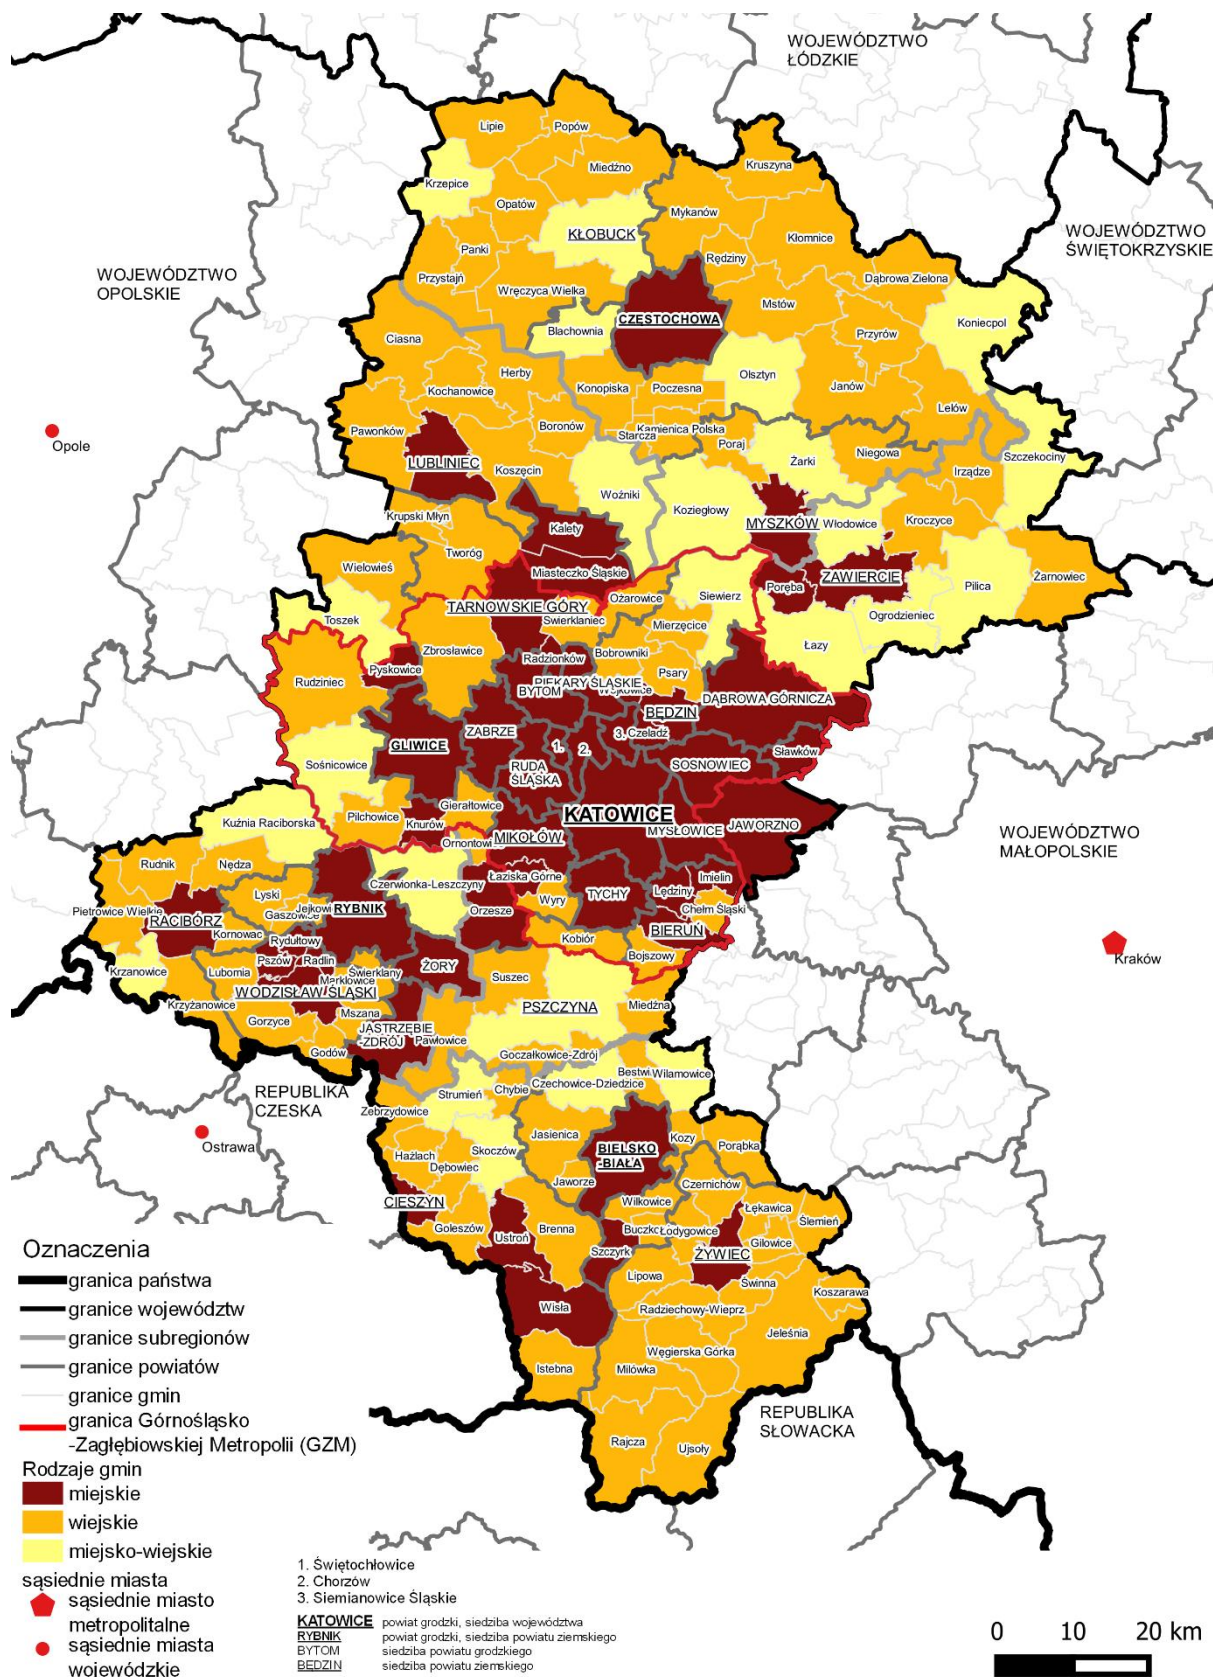 WOJEWÓDZTWO
ŁÓDZKIE
Lipie
Popów
Miedźno
Kruszyna
Krzepice
Opatów
Mykanów
KŁOBUCK
Kłomnice
WOJEWÓDZTWO
ŚWIĘTOKRZYSKIE
Panki
Rędziny
WOJEWÓDZTWO
OPOLSKIE
Przystajń
Dąbrowa Zielona
Wręczyca Wielka
Mstów
CZĘSTOCHOWA
Koniecpol
Blachownia
Przyrów
Ciasna
Herby
Olsztyn
Kochanowice
Konopiska
Poczesna
Janów
Lelów
Opole
Pawonków
Boronów
Starcza
Kamienica Polska
Poraj
Niegowa
Szczekociny
LUBLINIEC
Koszęcin
Żarki
Irządze
Woźniki
Koziegłowy
Krupski Młyn
Kalety
MYSZKÓW
Włodowice
Kroczyce
Tworóg
Wielowieś
Miasteczko Śląskie
Poręba
ZAWIERCIE
Pilica
Żarnowiec
TARNOWSKIE GÓRY
Ożarowice
Siewierz
Toszek
Świerklaniec
Mierzęcice
Ogrodzieniec
Zbrosławice
Łazy
Pyskowice
Radzionków
Bobrowniki
Psary
Rudziniec
PIEKARY ŚLĄSKIE
BYTOM
Wojkowice
DĄBROWA GÓRNICZA
BĘDZIN
ZABRZE
3. Czeladź
GLIWICE
1.
2.
Sławków
Sośnicowice
RUDA
ŚLĄSKA
SOSNOWIEC
Gierałtowice
KATOWICE
Pilchowice
Knurów
Kuźnia Raciborska
MYSŁOWICE
JAWORZNO
WOJEWÓDZTWO
MAŁOPOLSKIE
MIKOŁÓW
Rudnik
Nędza
Czerwionka-Leszczyny
Łaziska Górne
Imielin
Lędziny
TYCHY
Lyski
Wyry
Chełm Śląski
Pietrowice Wielkie
RACIBÓRZ
RYBNIK
Orzesze
BIERUŃ
Kornowac
Rydułtowy
Kobiór
Kraków
Pszów
Radlin
Bojszowy
Krzanowice
Lubomia
Świerklany
ŻORY
Suszec
Marklowice
WODZISŁAW ŚLĄSKI
Krzyżanowice
PSZCZYNA
Miedźna
Gorzyce
Mszana
JASTRZĘBIE
-ZDRÓJ
Pawłowice
Godów
Goczałkowice-Zdrój
REPUBLIKA
CZESKA
Strumień
Chybie
Czechowice-Dziedzice
Wilamowice
Zebrzydowice
Ostrawa
Jasienica
Kozy
Porąbka
Hażlach
Skoczów
BIELSKO
-BIAŁA
Dębowiec
Jaworze
Czernichów
CIESZYN
Wilkowice
Łękawica
Ślemień
Goleszów
Ustroń
Brenna
Łodygowice
Gilowice
Szczyrk
ŻYWIEC
Lipowa
Świnna
Koszarawa
Wisła
Radziechowy-Wieprz
Jeleśnia
Węgierska Górka
Istebna
Milówka
REPUBLIKA
SŁOWACKA
Rajcza
Ujsoły
Oznaczenia
granica państwa
granice województw
granice subregionów
granice powiatów
granice gmin
granica Górnośląsko
-Zagłębiowskiej Metropolii (GZM)
Rodzaje gmin
miejskie
wiejskie
miejsko-wiejskie
sąsiednie miasta
sąsiednie miasto
metropolitalne
sąsiednie miasta
wojewódzkie
1. Świętochłowice
2. Chorzów
3. Siemianowice Śląskie
KATOWICE powiat grodzki, siedziba województwa
RYBNIK powiat grodzki, siedziba powiatu ziemskiego
BYTOM siedziba powiatu grodzkiego
BĘDZIN siedziba powiatu ziemskiego
0 10 20 km